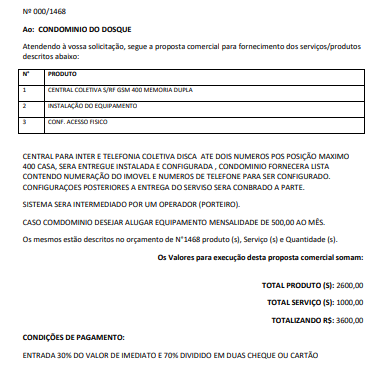 Nº 000/1468
Ao: CONDOMINIO DO DOSQUE
Atendendo à vossa solicitação, segue a proposta comercial para fornecimento dos serviços/produtos
descritos abaixo:
N° PRODUTO
1 CENTRAL COLETIVA S/RF GSM 400 MEMORIA DUPLA
2 INSTALAÇÃO DO EQUIPAMENTO
3 CONF. ACESSO FISICO
CENTRAL PARA INTER E TELEFONIA COLETIVA DISCA ATE DOIS NUMEROS POS POSIÇÃO MAXIMO
400 CASA, SERA ENTREGUE INSTALADA E CONFIGURADA , CONDOMINIO FORNECERA LISTA
CONTENDO NUMERAÇÃO DO IMOVEL E NUMEROS DE TELEFONE PARA SER CONFIGURADO.
CONFIGURAÇOES POSTERIORES A ENTREGA DO SERVISO SERA CONBRADO A PARTE.
SISTEMA SERA INTERMEDIADO POR UM OPERADOR (PORTEIRO).
CASO COMDOMINIO DESEJAR ALUGAR EQUIPAMENTO MENSALIDADE DE 500,00 AO MÊS.
Os mesmos estão descritos no orçamento de N°1468 produto (s), Serviço (s) e Quantidade (s).
Os Valores para execução desta proposta comercial somam:
TOTAL PRODUTO (S): 2600,00
TOTAL SERVIÇO (S): 1000,00
TOTALIZANDO R$: 3600,00
CONDIÇÕES DE PAGAMENTO:
ENTRADA 30% DO VALOR DE IMEDIATO E 70% DIVIDIDO EM DUAS CHEQUE OU CARTÃO